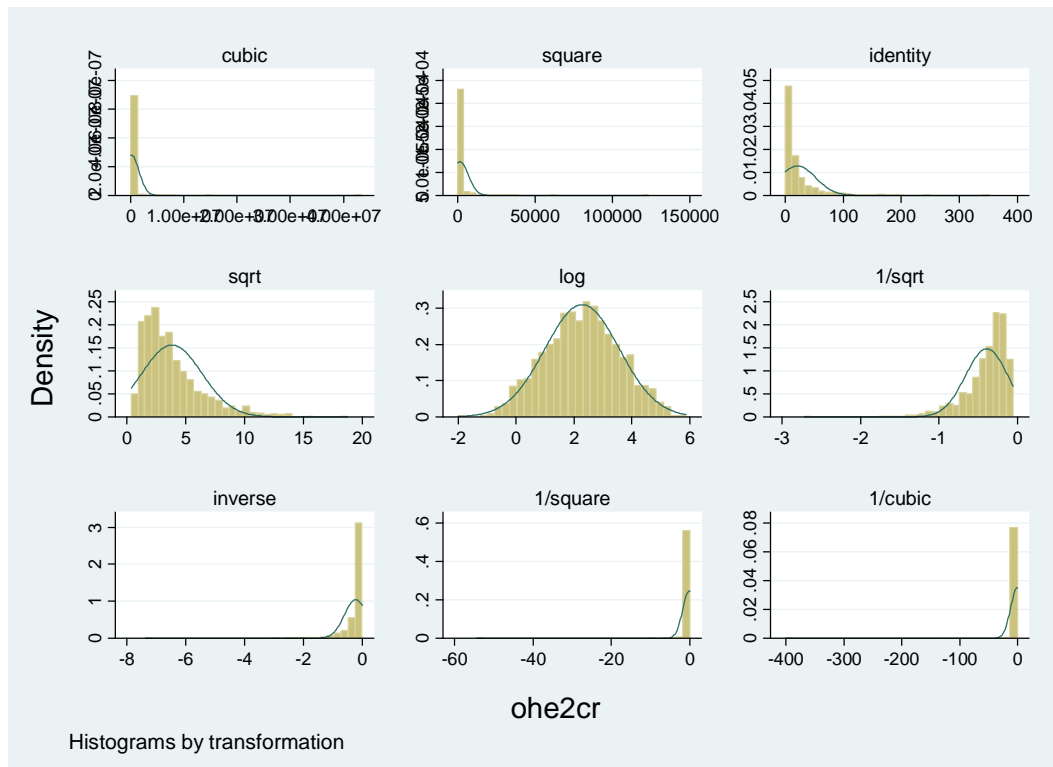 cubic
square
identity
0 1.00e+07 2.00e+07 3.00e+07 4.00e+07
0 50000 100000 150000
0 .01 .02 .03 .04 .05
0 100 200 300 400
sqrt
log
1/sqrt
0 .05 .1 .15 .2 .25
0 5 10 15 20
0 .1 .2 .3
-2 0 2 4 6
0 .5 1 1.5 2 2.5
-3 -2 -1 0
inverse
1/square
1/cubic
0 1 2 3
-8 -6 -4 -2 0
0 .2 .4 .6
-60 -40 -20 0
0 .02 .04 .06 .08
-400 -300 -200 -100 0
Density
ohe2cr
Histograms by transformation